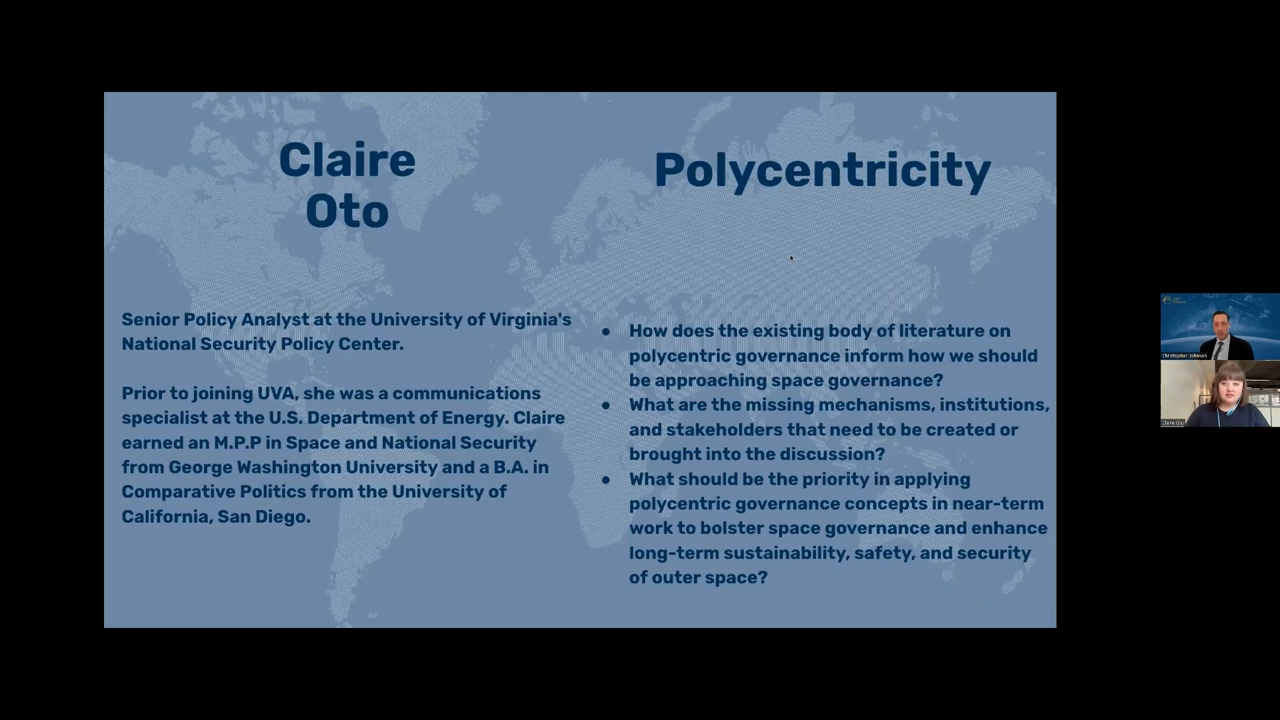 Claire
Oto
Senior Policy Analyst at the University of Virginia's
National Security Policy Center.
Prior to joining UVA, she was a communications
specialist at the U.S. Department of Energy. Claire
earned an M.P.P in Space and National Security
from George Washington University and a B.A. in
Comparative Politics from the University of
California, San Diego.
Polycentricity
● How does the existing body of literature on
polycentric governance inform how we should
be approaching space governance?
● What are the missing mechanisms, institutions,
and stakeholders that need to be created or
brought into the discussion?
● What should be the priority in applying
polycentric governance concepts in near-term
work to bolster space governance and enhance
long-term sustainability, safety, and security
of outer space?
Christopher Johnson
Claire Oto